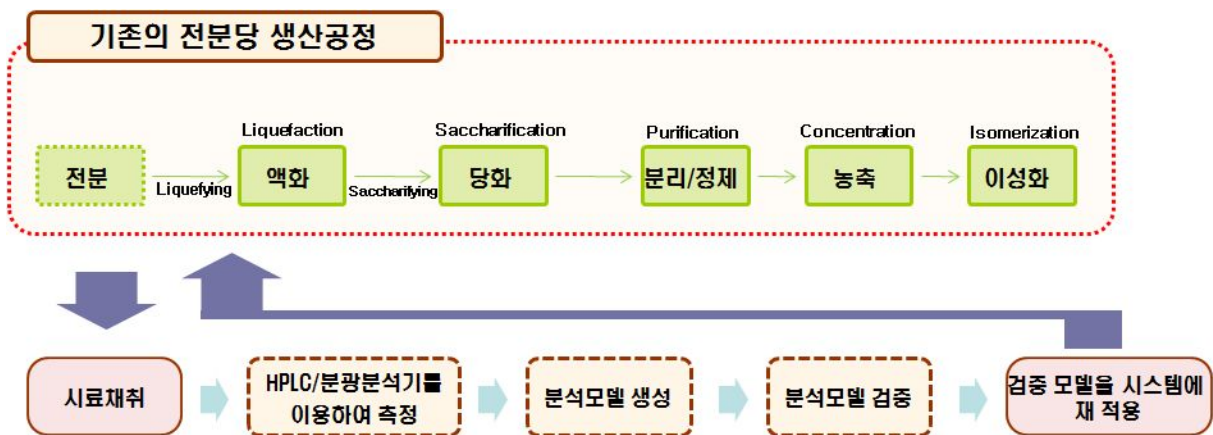 기존의 전분당 생산공정
Liquefaction
Saccharification
Purification
Concentration
Isomerization
전분
Liquefying
액화
Saccharifying
당화
분리/정제
농축
이성화
시료채취
HPLC/분광분석기를
이용하여 측정
분석모델 생성
분석모델 검증
검증 모델을 시스템에
재 적용